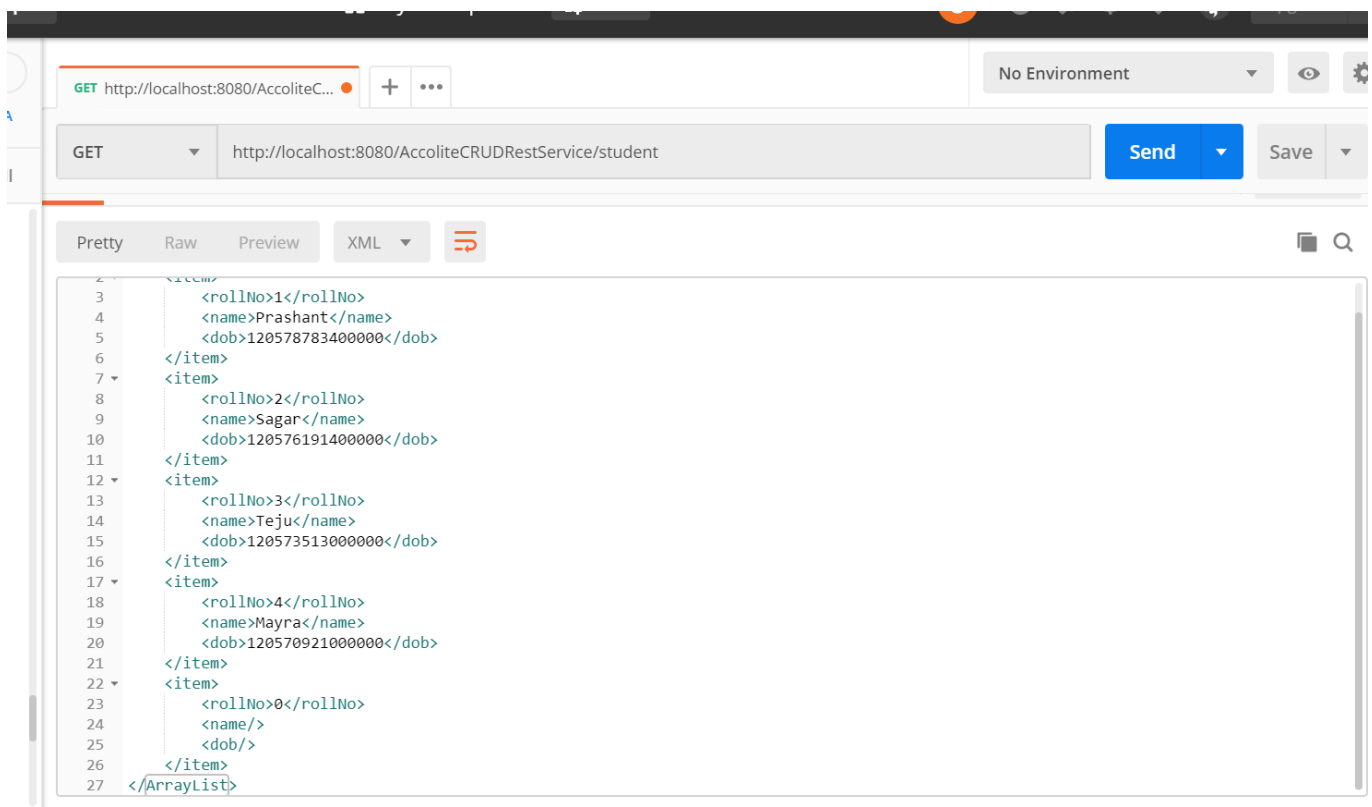 GET http://localhost:8080/AccoliteC...
No Environment
GET http://localhost:8080/AccoliteCRUDRestService/student Send Save
Pretty Raw Preview XML
2 <item>
3 <rollNo>1</rollNo>
4 <name>Prashant</name>
5 <dob>120578783400000</dob>
6 </item>
7 <item>
8 <rollNo>2</rollNo>
9 <name>Sagar</name>
10 <dob>120576191400000</dob>
11 </item>
12 <item>
13 <rollNo>3</rollNo>
14 <name>Teju</name>
15 <dob>120573513000000</dob>
16 </item>
17 <item>
18 <rollNo>4</rollNo>
19 <name>Mayra</name>
20 <dob>120570921000000</dob>
21 </item>
22 <item>
23 <rollNo>0</rollNo>
24 <name/>
25 <dob/>
26 </item>
27 </ArrayList>